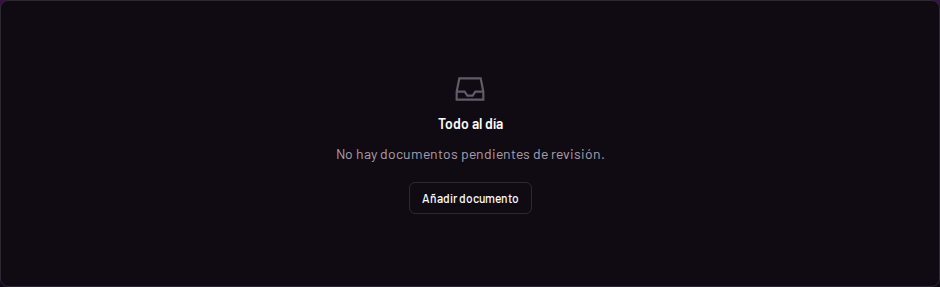 Todo al día
No hay documentos pendientes de revisión.
Añadir documento